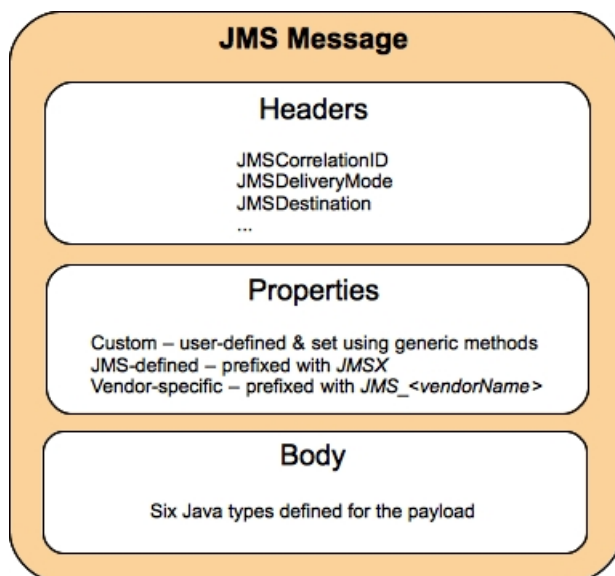 JMS Message
Headers
JMSCorrelationID
JMSDeliveryMode
JMSDestination
...
Properties
Custom – user-defined & set using generic methods
JMS-defined – prefixed with JMSX
Vendor-specific – prefixed with JMS_<vendorName>
Body
Six Java types defined for the payload